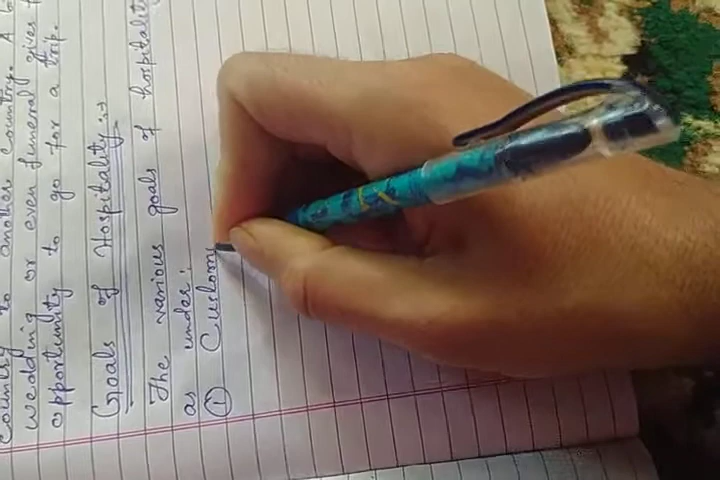 country to another country. A
wedding or even funeral gives
opportunity to go for a trip.
Goals of Hospitality :→
The various goals of hospitality
as under:
① Custom